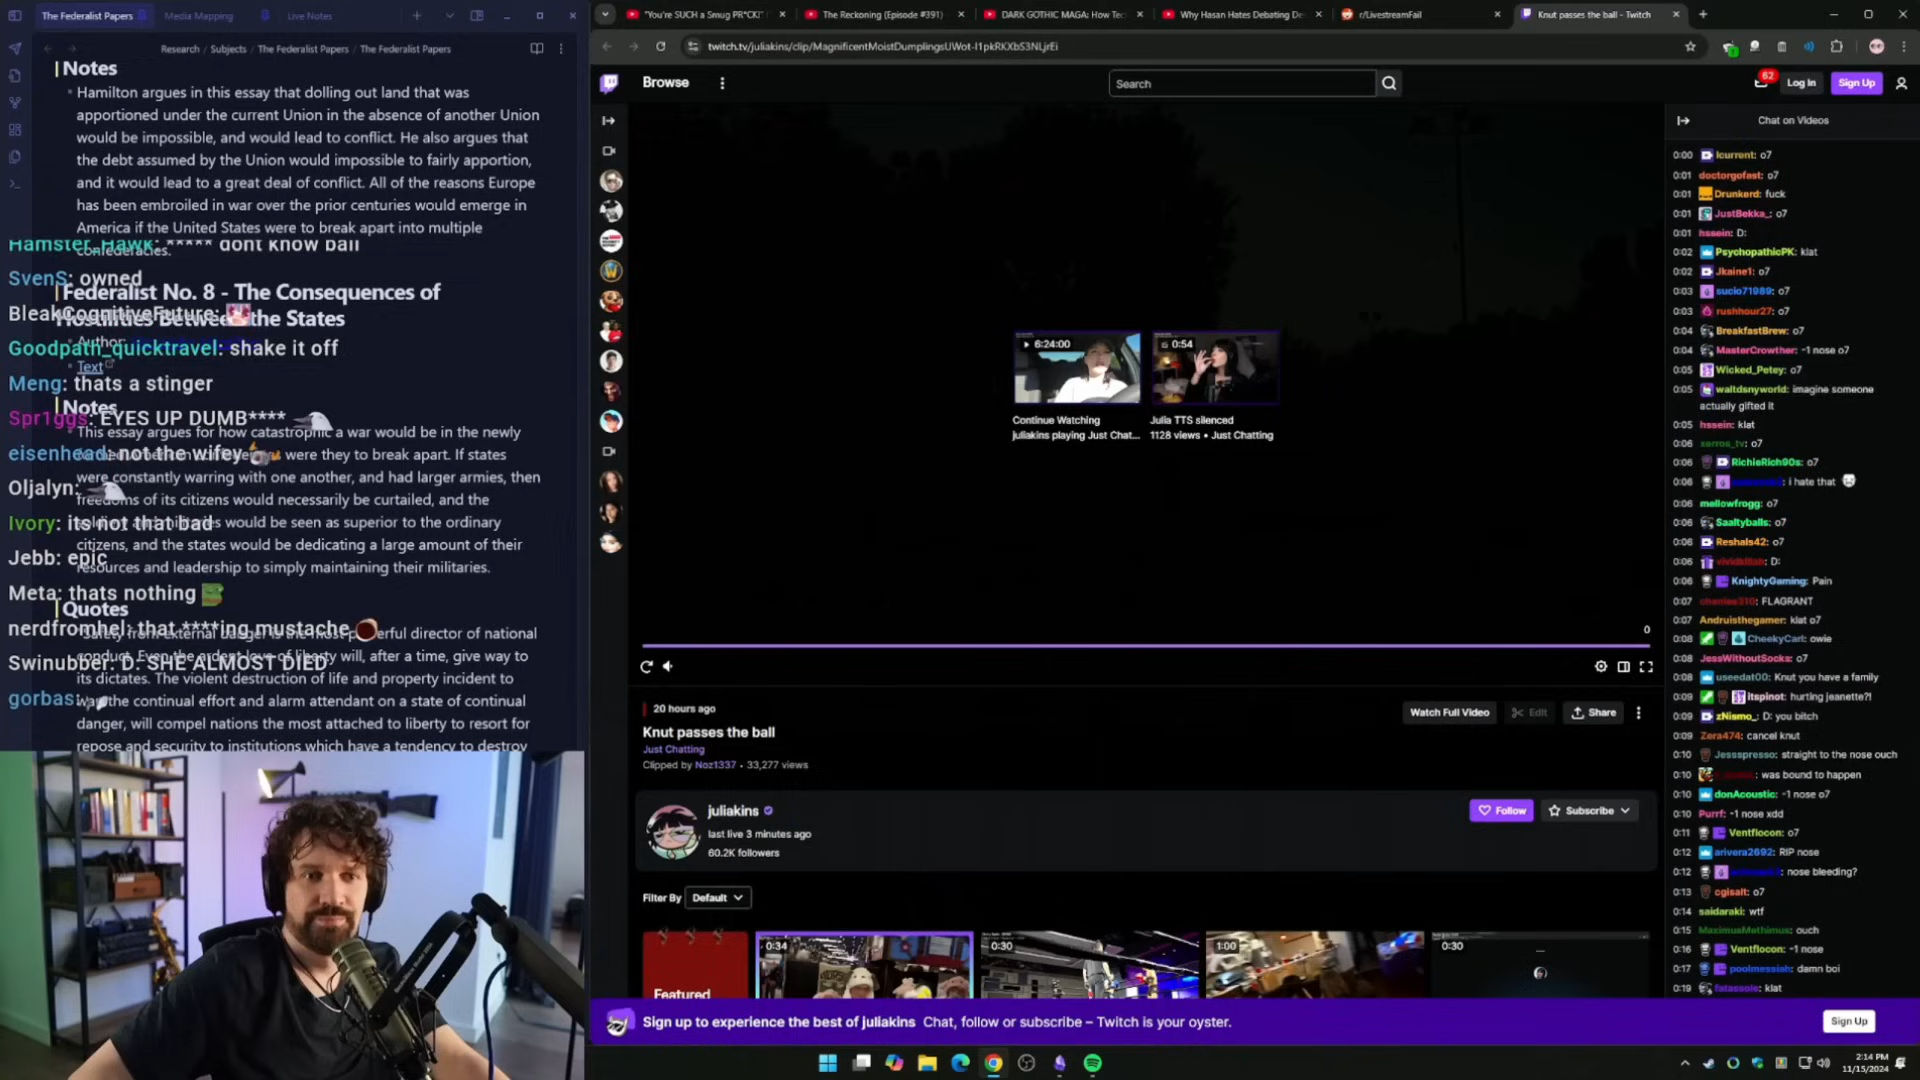 The Federalist Papers
Media Mapping
Live Notes
Research / Subjects / The Federalist Papers / The Federalist Papers
Notes
Hamilton argues in this essay that dolling out land that was
apportioned under the current Union in the absence of another Union
would be impossible, and would lead to conflict. He also argues that
the debt assumed by the Union would impossible to fairly apportion,
and it would lead to a great deal of conflict. All of the reasons Europe
has been embroiled in war over the prior centuries would emerge in
America if the United States were to break apart into multiple
confederacies.
Federalist No. 8 - The Consequences of
Hostilities Between the States
Author:
Text
Notes
This essay argues for how catastrophic a war would be in the newly
were they to break apart. If states
were constantly warring with one another, and had larger armies, then
freedoms of its citizens would necessarily be curtailed, and the
would be seen as superior to the ordinary
citizens, and the states would be dedicating a large amount of their
resources and leadership to simply maintaining their militaries.
Quotes
"Safety from external danger is the most powerful director of national
conduct. Even the ardent love of liberty will, after a time, give way to
its dictates. The violent destruction of life and property incident to
war, the continual effort and alarm attendant on a state of continual
danger, will compel nations the most attached to liberty to resort for
repose and security to institutions which have a tendency to destroy
Hamster_Hawk: ***** dont know ball
SvenS: owned
BleakCognitiveFuture:
Goodpath_quicktravel: shake it off
Meng: thats a stinger
Spr1ggs: EYES UP DUMB****
eisenhead: not the wifey
Oljalyn:
Ivory: its not that bad
Jebb: epic
Meta: thats nothing
nerdfromhel: that ****ing mustache
Swinubber: D: SHE ALMOST DIED
gorbas:
"You're SUCH a Smug PR*CK!"
The Reckoning (Episode #391)
DARK GOTHIC MAGA: How Tec
Why Hasan Hates Debating De
r/LivestreamFail
Knut passes the ball - Twitch
twitch.tv/juliakins/clip/MagnificentMoistDumplingsUWot-I1pkRKXbS3NLjrEi
Browse
Search
62
Log In
Sign Up
6:24:00
0:54
Continue Watching
juliakins playing Just Chat...
Julia TTS silenced
1128 views • Just Chatting
0
20 hours ago
Knut passes the ball
Just Chatting
Clipped by Noz1337 • 33,277 views
Watch Full Video
Edit
Share
juliakins
last live 3 minutes ago
60.2K followers
Follow
Subscribe
Filter By
Default
Featured
0:34
0:30
1:00
0:30
Chat on Videos
0:00 lcurrent: o7
0:01 doctorgofast: o7
0:01 Drunkerd: fuck
0:01 JustBekka_: o7
0:01 hssein: D:
0:02 PsychopathicPK: klat
0:02 Jkaine1: o7
0:03 sucio71989: o7
0:03 rushhour27: o7
0:04 BreakfastBrew: o7
0:04 MasterCrowther: -1 nose o7
0:05 Wicked_Petey: o7
0:05 waltdsnyworld: imagine someone
actually gifted it
0:05 hssein: klat
0:06 xerros_tv: o7
0:06 RichieRich90s: o7
0:06 : i hate that
0:06 mellowfrogg: o7
0:06 Saaltyballs: o7
0:06 Reshals42: o7
0:06 : D:
0:06 KnightyGaming: Pain
0:07 : FLAGRANT
0:07 Andruisthegamer: klat o7
0:08 CheekyCarl: owie
0:08 JessWithoutSocks: o7
0:08 useedat00: Knut you have a family
0:09 itspinot: hurting jeanette?!
0:09 zNismo_: D: you bitch
0:09 Zera474: cancel knut
0:10 Jessspresso: straight to the nose ouch
0:10 : was bound to happen
0:10 donAcoustic: -1 nose o7
0:10 Purrf: -1 nose xdd
0:11 Ventflocon: o7
0:12 arivera2692: RIP nose
0:12 : nose bleeding?
0:13 cgisalt: o7
0:14 saidaraki: wtf
0:15 MaximusMethimus: ouch
0:16 Ventflocon: -1 nose
0:17 poolmessiah: damn boi
0:19 fatassole: klat
Sign up to experience the best of juliakins
Chat, follow or subscribe – Twitch is your oyster.
Sign Up
2:14 PM
11/15/2024